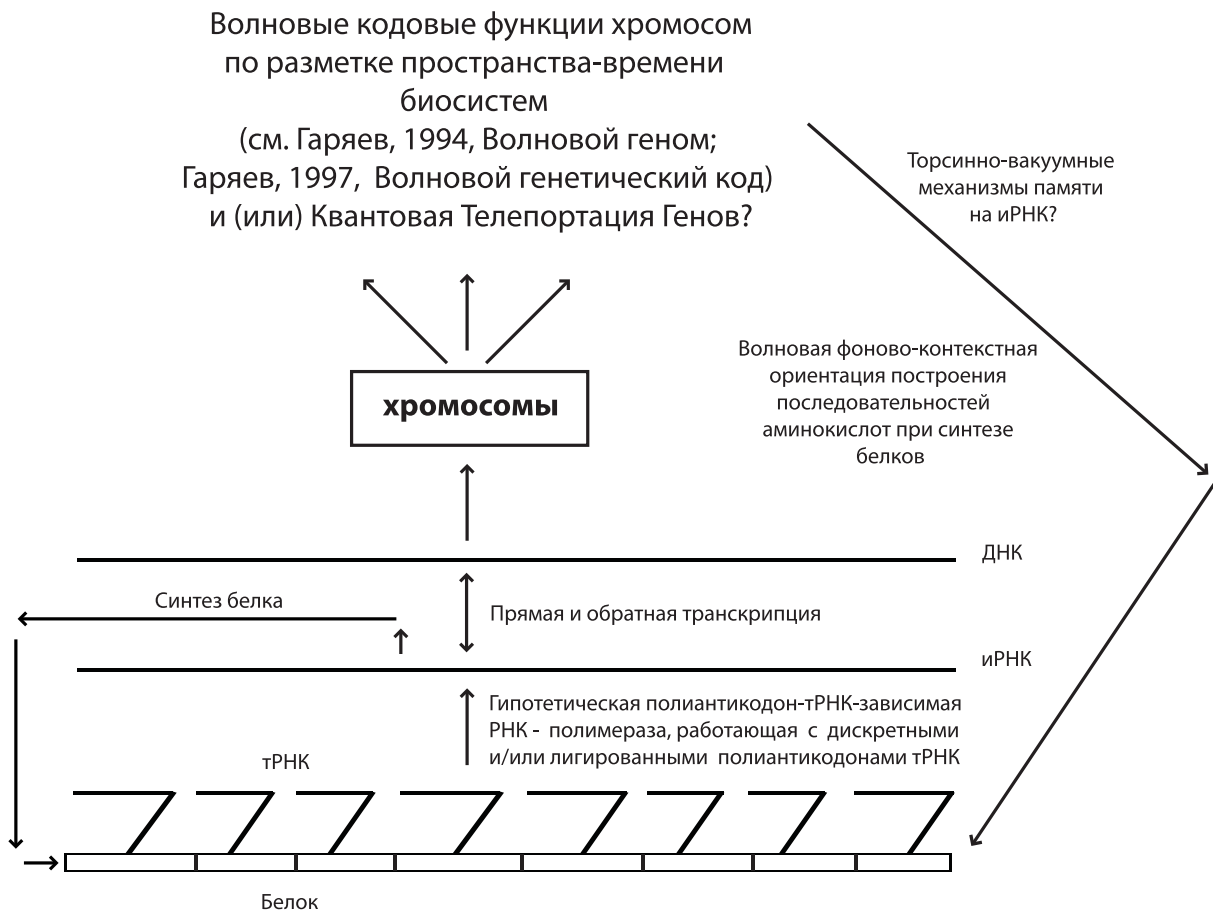 Волновые кодовые функции хромосом
по разметке пространства-времени
биосистем
(см. Гаряев, 1994, Волновой геном;
Гаряев, 1997, Волновой генетический код)
и (или) Квантовая Телепортация Генов?
Торсинно-вакуумные
механизмы памяти
на иРНК?
Волновая фоново-контекстная
ориентация построения
последовательностей
аминокислот при синтезе
белков
хромосомы
ДНК
Синтез белка
Прямая и обратная транскрипция
иРНК
Гипотетическая полиантикодон-тРНК-зависимая
РНК - полимераза, работающая с дискретными
и/или лигированными полиантикодонами тРНК
тРНК
Белок